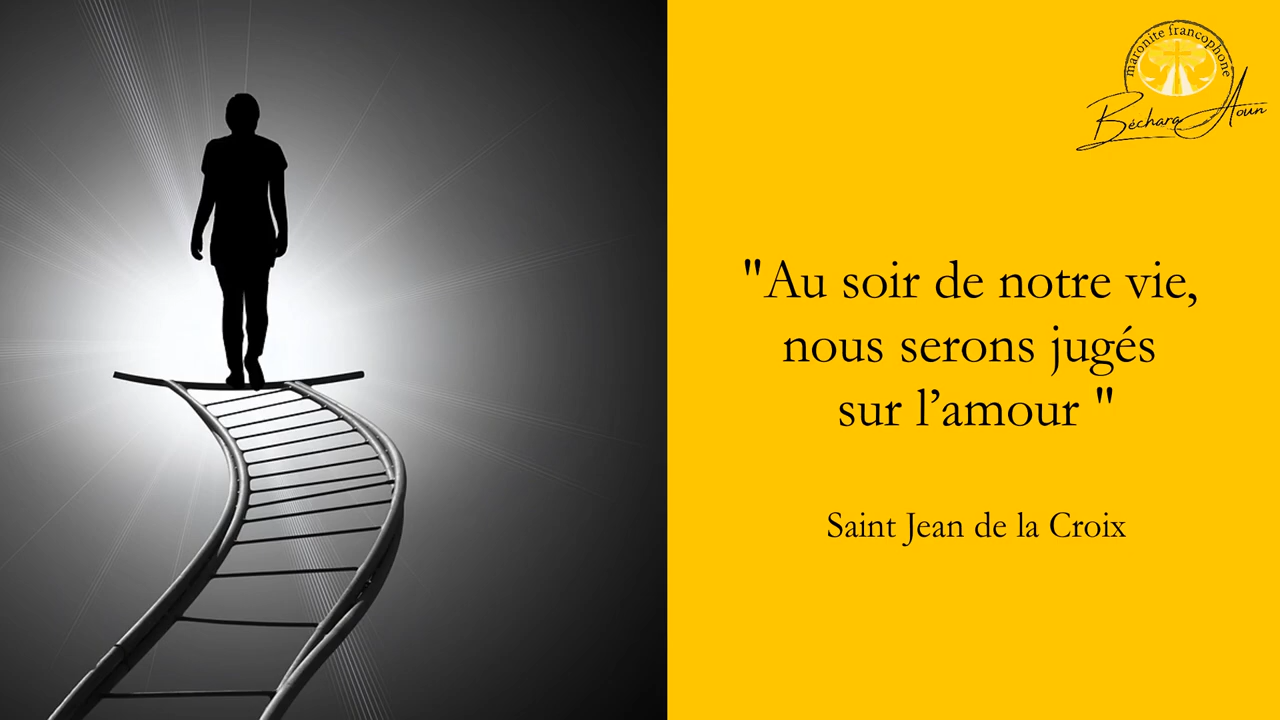 maronite francophone
Béchara Aoun
"Au soir de notre vie,
nous serons jugés
sur l’amour "
Saint Jean de la Croix